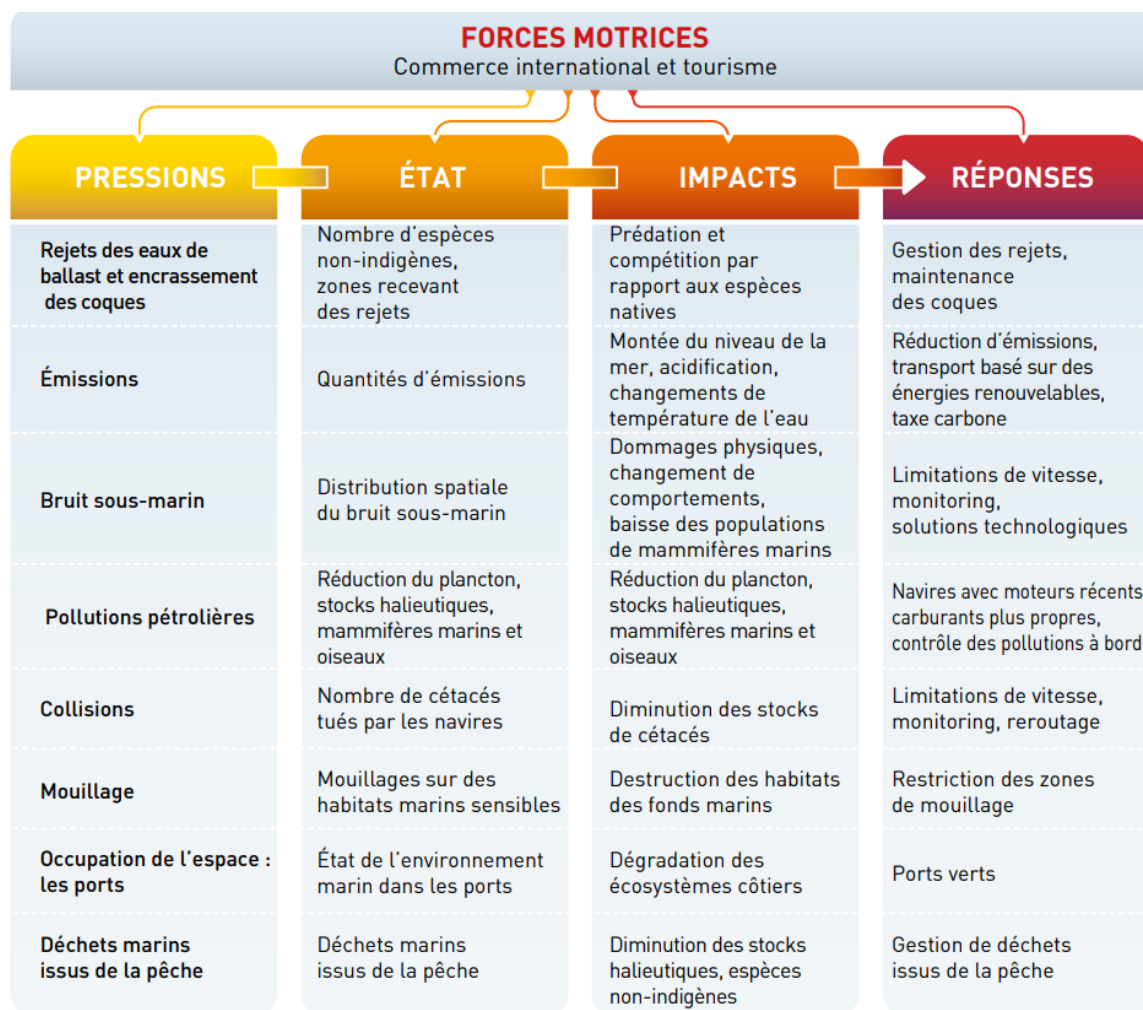 FORCES MOTRICES
Commerce international et tourisme
PRESSIONS
ÉTAT
IMPACTS
RÉPONSES
Rejets des eaux de
ballast et encrassement
des coques
Nombre d'espèces
non-indigènes,
zones recevant
des rejets
Prédation et
compétition par
rapport aux espèces
natives
Gestion des rejets,
maintenance
des coques
Émissions
Quantités d'émissions
Montée du niveau de la
mer, acidification,
changements de
température de l'eau
Réduction d'émissions,
transport basé sur des
énergies renouvelables,
taxe carbone
Bruit sous-marin
Distribution spatiale
du bruit sous-marin
Dommages physiques,
changement de
comportements,
baisse des populations
de mammifères marins
Limitations de vitesse,
monitoring,
solutions technologiques
Pollutions pétrolières
Réduction du plancton,
stocks halieutiques,
mammifères marins et
oiseaux
Réduction du plancton,
stocks halieutiques,
mammifères marins et
oiseaux
Navires avec moteurs récents
carburants plus propres,
contrôle des pollutions à bord
Collisions
Nombre de cétacés
tués par les navires
Diminution des stocks
de cétacés
Limitations de vitesse,
monitoring, reroutage
Mouillage
Mouillages sur des
habitats marins sensibles
Destruction des habitats
des fonds marins
Restriction des zones
de mouillage
Occupation de l'espace :
les ports
État de l'environnement
marin dans les ports
Dégradation des
écosystèmes côtiers
Ports verts
Déchets marins
issus de la pêche
Déchets marins
issus de la pêche
Diminution des stocks
halieutiques, espèces
non-indigènes
Gestion de déchets
issus de la pêche